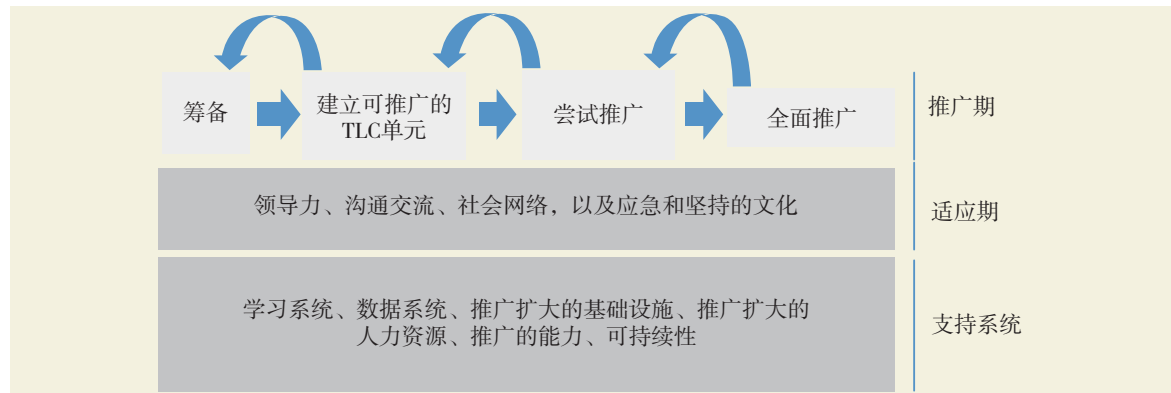 筹备
建立可推广的
TLC单元
尝试推广
全面推广
推广期
领导力、沟通交流、社会网络，以及应急和坚持的文化
适应期
学习系统、数据系统、推广扩大的基础设施、推广扩大的
人力资源、推广的能力、可持续性
支持系统